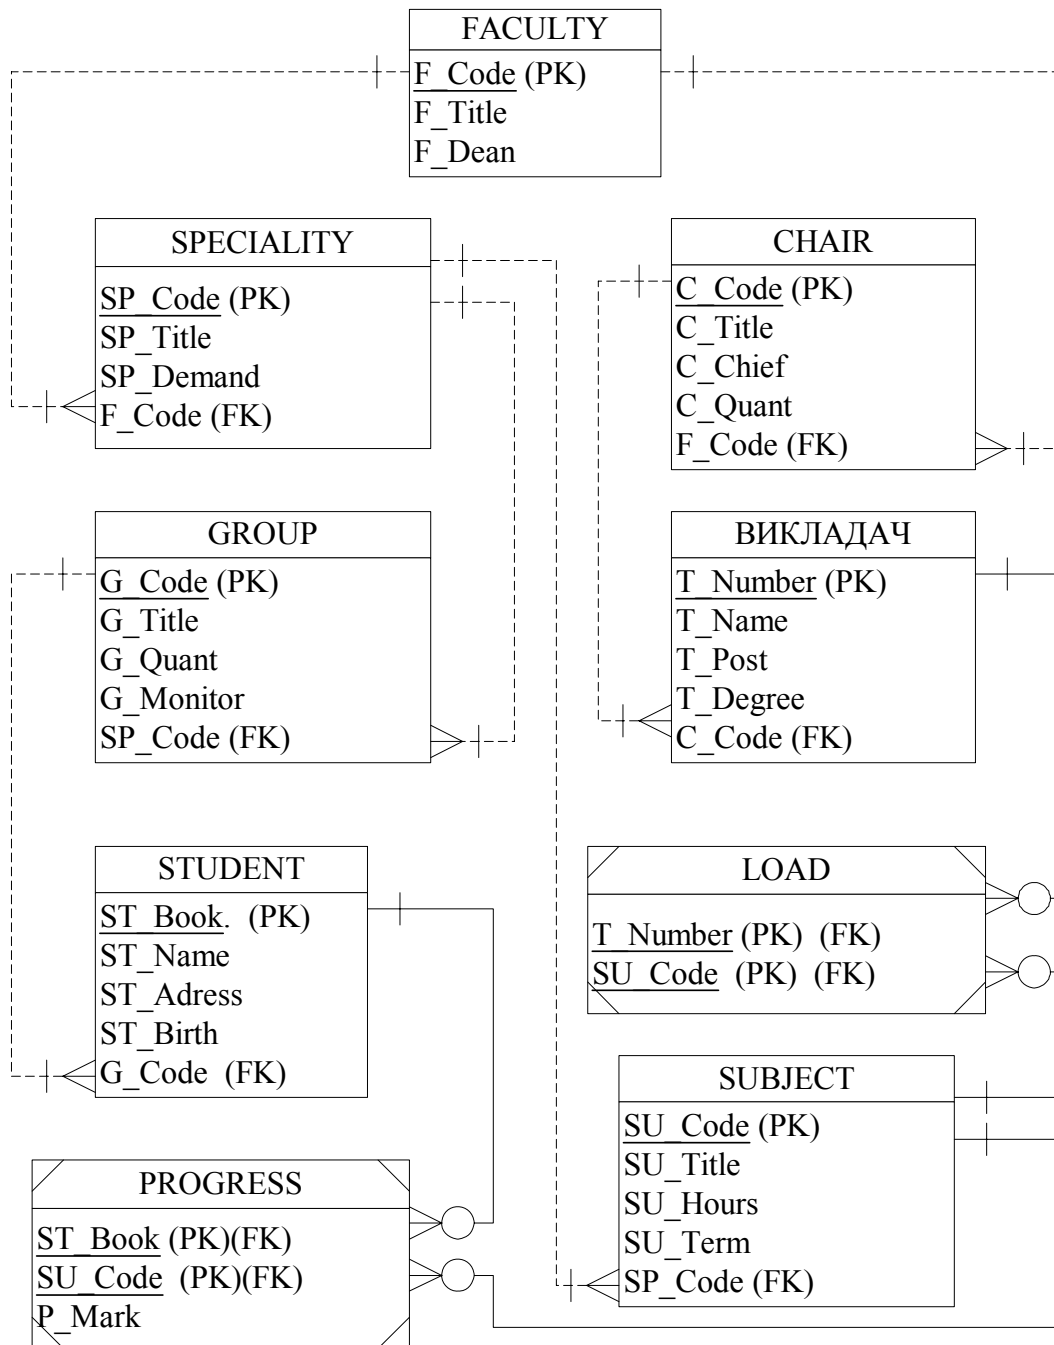 FACULTY
F_Code (PK)
F_Title
F_Dean
SPECIALITY
SP_Code (PK)
SP_Title
SP_Demand
F_Code (FK)
CHAIR
C_Code (PK)
C_Title
C_Chief
C_Quant
F_Code (FK)
GROUP
G_Code (PK)
G_Title
G_Quant
G_Monitor
SP_Code (FK)
ВИКЛАДАЧ
T_Number (PK)
T_Name
T_Post
T_Degree
C_Code (FK)
STUDENT
ST_Book. (PK)
ST_Name
ST_Adress
ST_Birth
G_Code (FK)
LOAD
T_Number (PK) (FK)
SU_Code (PK) (FK)
SUBJECT
SU_Code (PK)
SU_Title
SU_Hours
SU_Term
SP_Code (FK)
PROGRESS
ST_Book (PK)(FK)
SU_Code (PK)(FK)
P_Mark